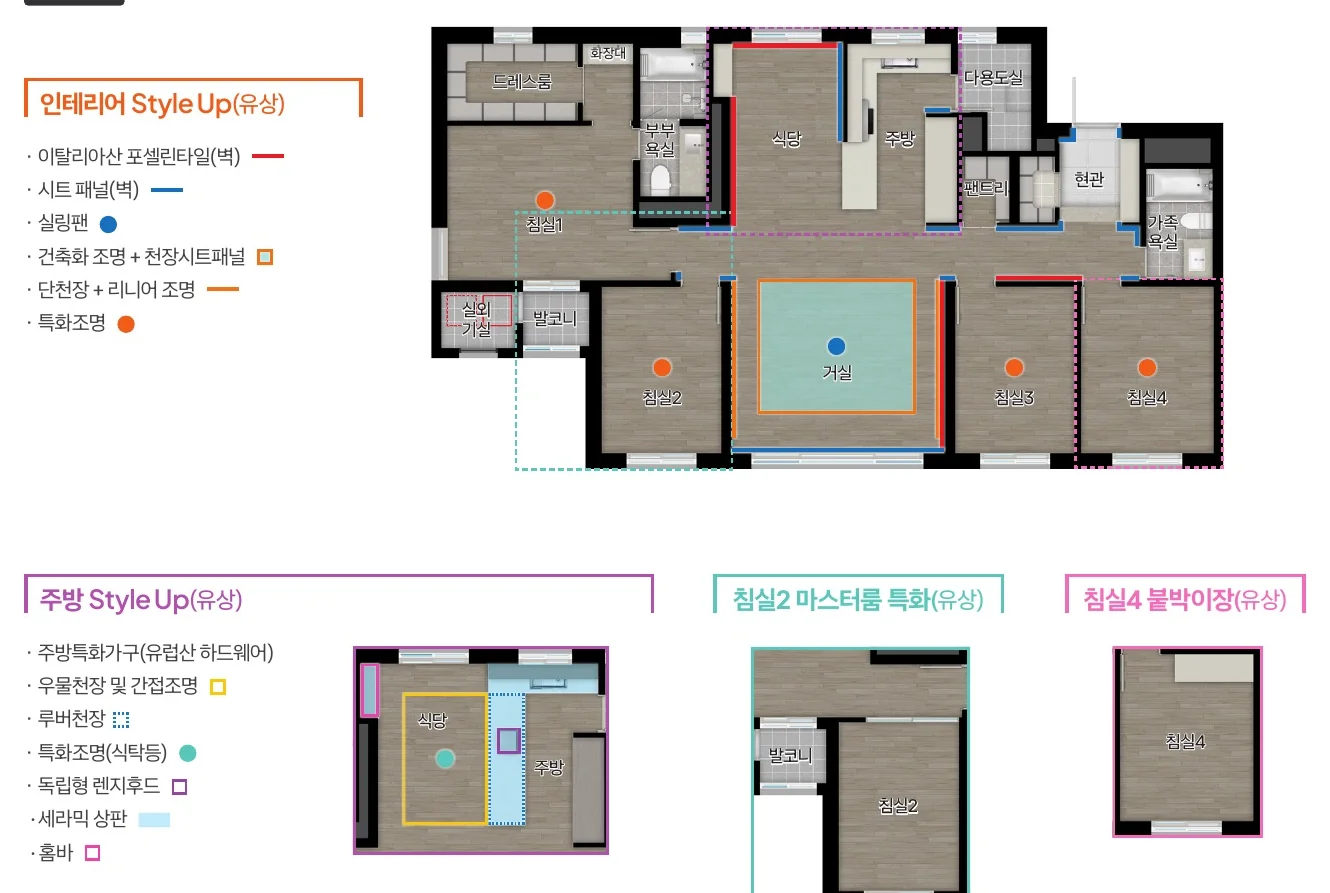 인테리어 Style Up(유상)
· 이탈리아산 포셀린타일(벽)
· 시트 패널(벽)
· 실링팬
· 건축화 조명 + 천장시트패널
· 단천장 + 리니어 조명
· 특화조명
드레스룸
화장대
부부
욕실
식당
주방
다용도실
팬트리
현관
가족
욕실
침실1
실외
기실
발코니
침실2
거실
침실3
침실4
주방 Style Up(유상)
· 주방특화가구(유럽산 하드웨어)
· 우물천장 및 간접조명
· 루버천장
· 특화조명(식탁등)
· 독립형 렌지후드
· 세라믹 상판
· 홈바
식당
주방
침실2 마스터룸 특화(유상)
발코니
침실2
침실4 붙박이장(유상)
침실4